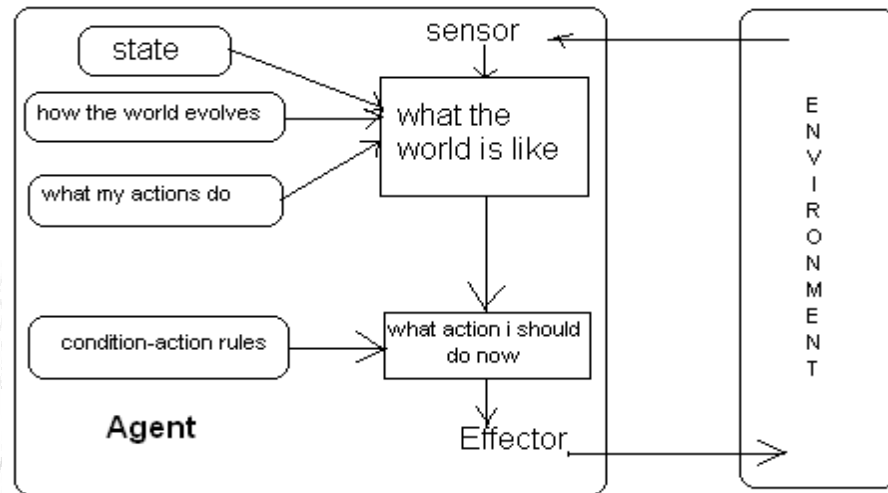 sensor
state
how the world evolves
what the
world is like
what my actions do
condition-action rules
what action i should
do now
Agent
Effector
ENVIRONMENT